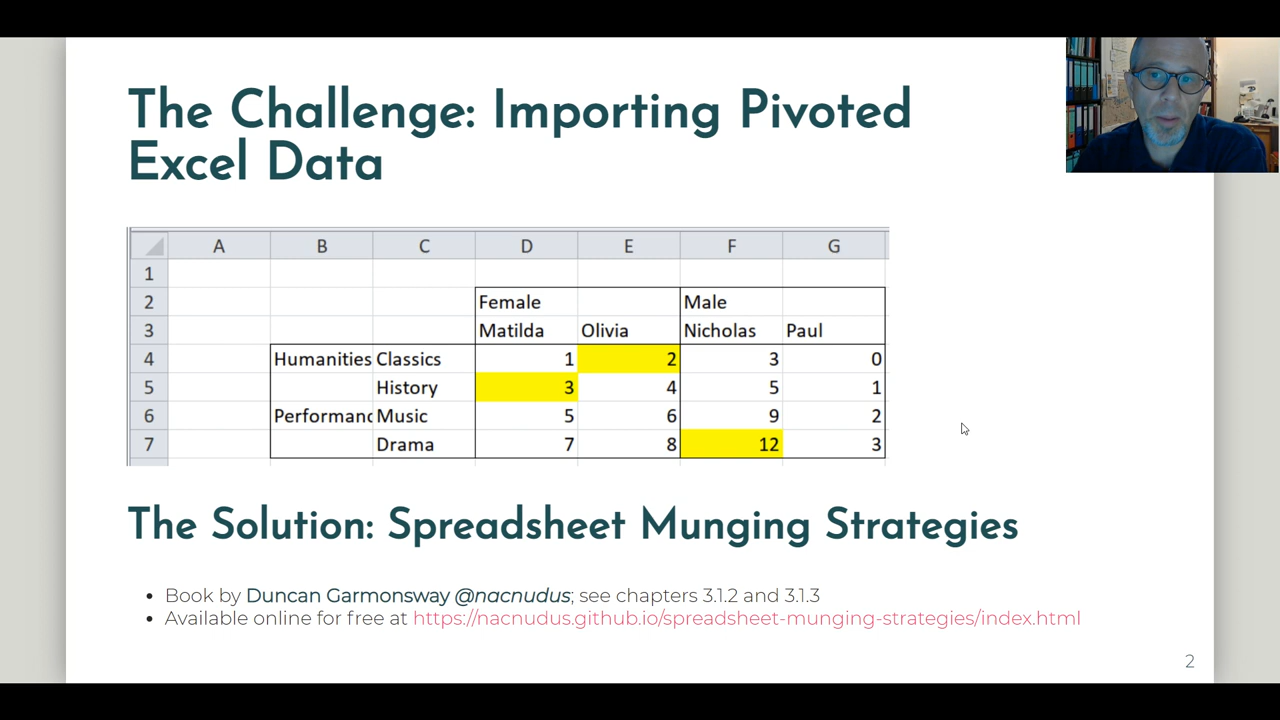 The Challenge: Importing Pivoted
Excel Data
A B C D E F G
1
2 Female Male
3 Matilda Olivia Nicholas Paul
4 Humanities Classics 1 2 3 0
5 History 3 4 5 1
6 Performanc Music 5 6 9 2
7 Drama 7 8 12 3
The Solution: Spreadsheet Munging Strategies
• Book by Duncan Garmonsway @nacnudus; see chapters 3.1.2 and 3.1.3
• Available online for free at https://nacnudus.github.io/spreadsheet-munging-strategies/index.html
2